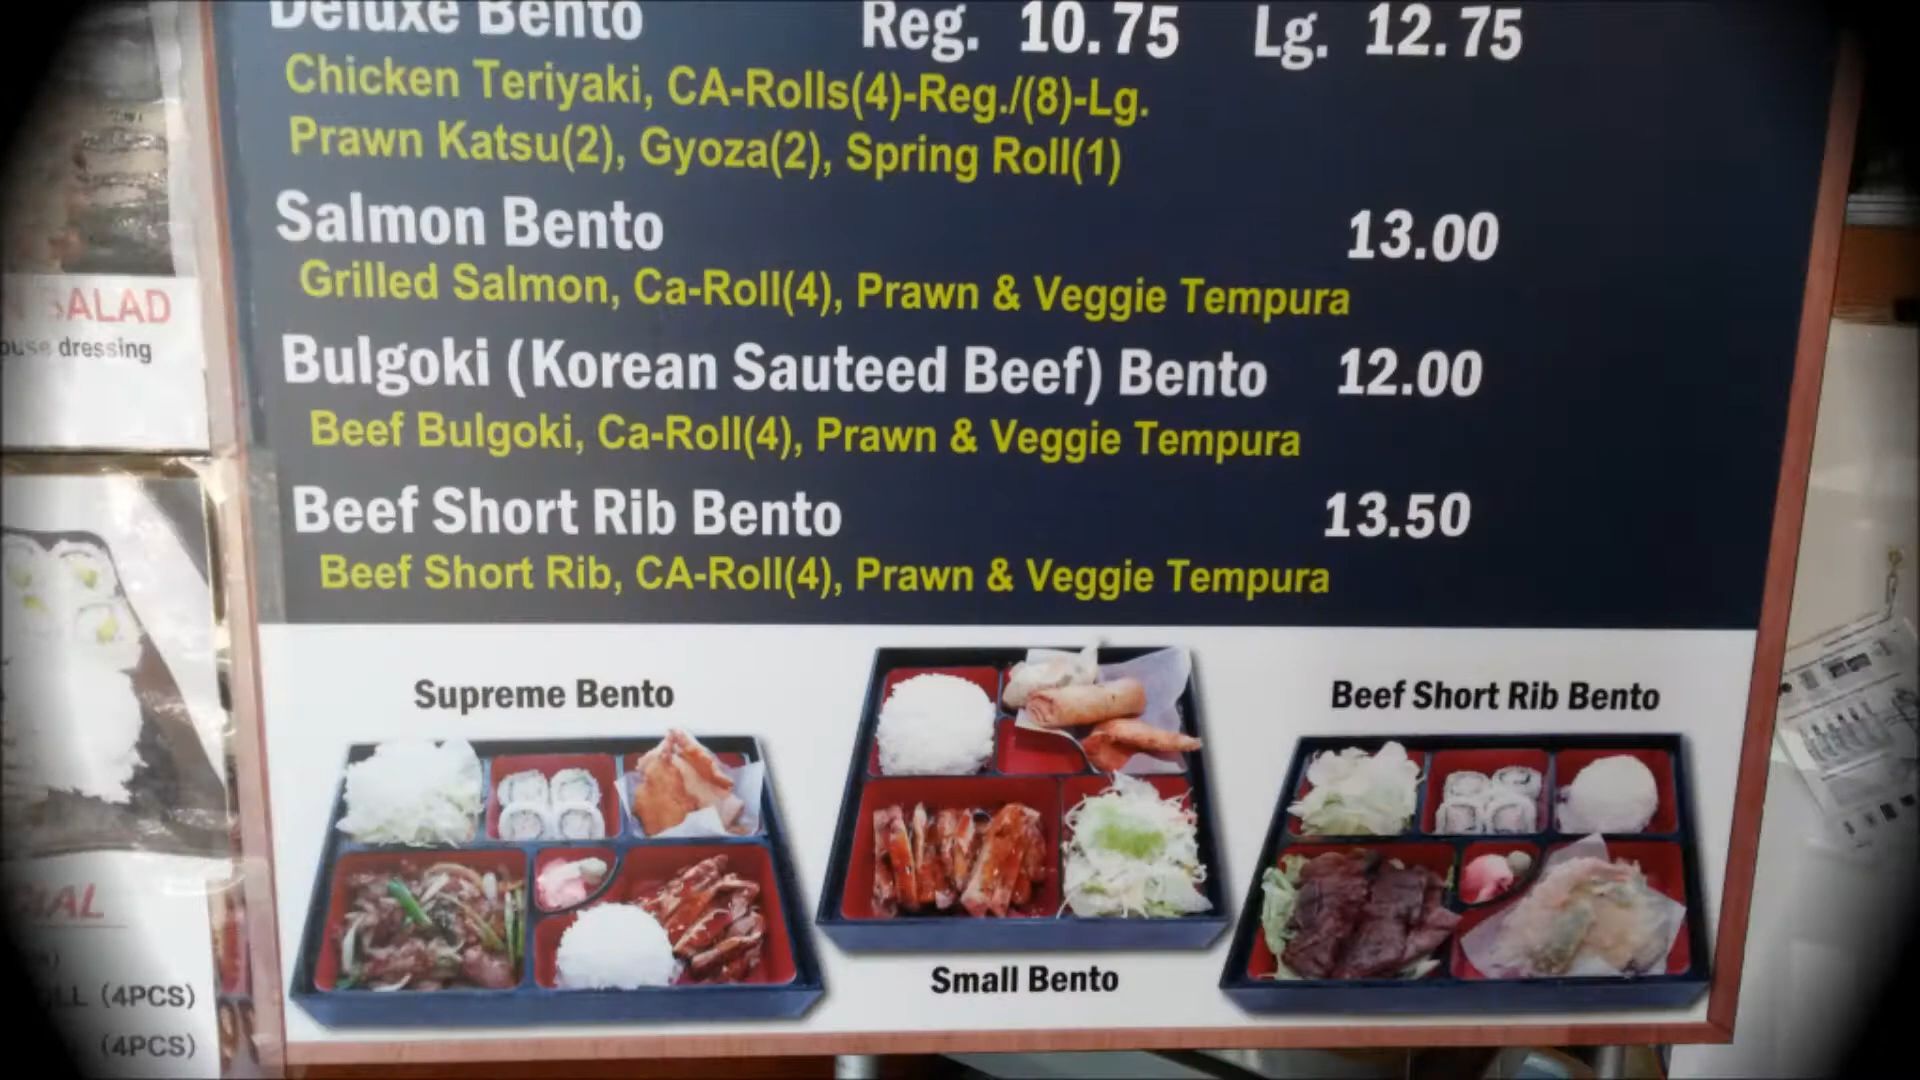 Deluxe Bento Reg. 10.75 Lg. 12.75
Chicken Teriyaki, CA-Rolls(4)-Reg./(8)-Lg.
Prawn Katsu(2), Gyoza(2), Spring Roll(1)
Salmon Bento 13.00
Grilled Salmon, Ca-Roll(4), Prawn & Veggie Tempura
Bulgoki (Korean Sauteed Beef) Bento 12.00
Beef Bulgoki, Ca-Roll(4), Prawn & Veggie Tempura
Beef Short Rib Bento 13.50
Beef Short Rib, CA-Roll(4), Prawn & Veggie Tempura
Supreme Bento
Small Bento
Beef Short Rib Bento
SALAD
dressing
(4PCS)
(4PCS)